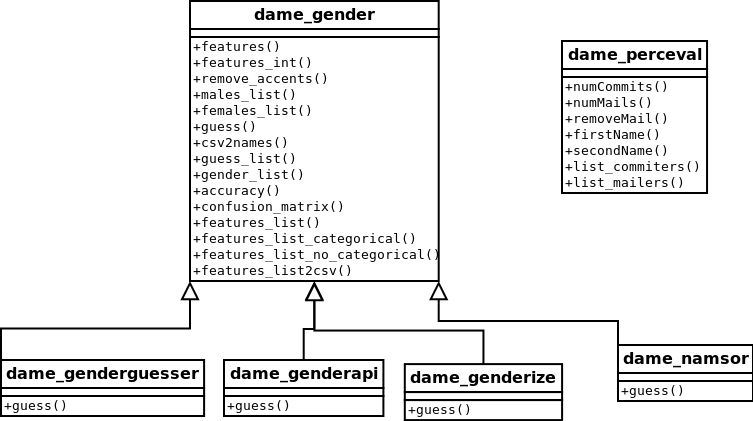 dame_gender
+features()
+features_int()
+remove_accents()
+males_list()
+females_list()
+guess()
+csv2names()
+guess_list()
+gender_list()
+accuracy()
+confusion_matrix()
+features_list()
+features_list_categorical()
+features_list_no_categorical()
+features_list2csv()
dame_perceval
+numCommits()
+numMails()
+removeMail()
+firstName()
+secondName()
+list_commiters()
+list_mailers()
dame_genderguesser
+guess()
dame_genderapi
+guess()
dame_genderize
+guess()
dame_namsor
+guess()